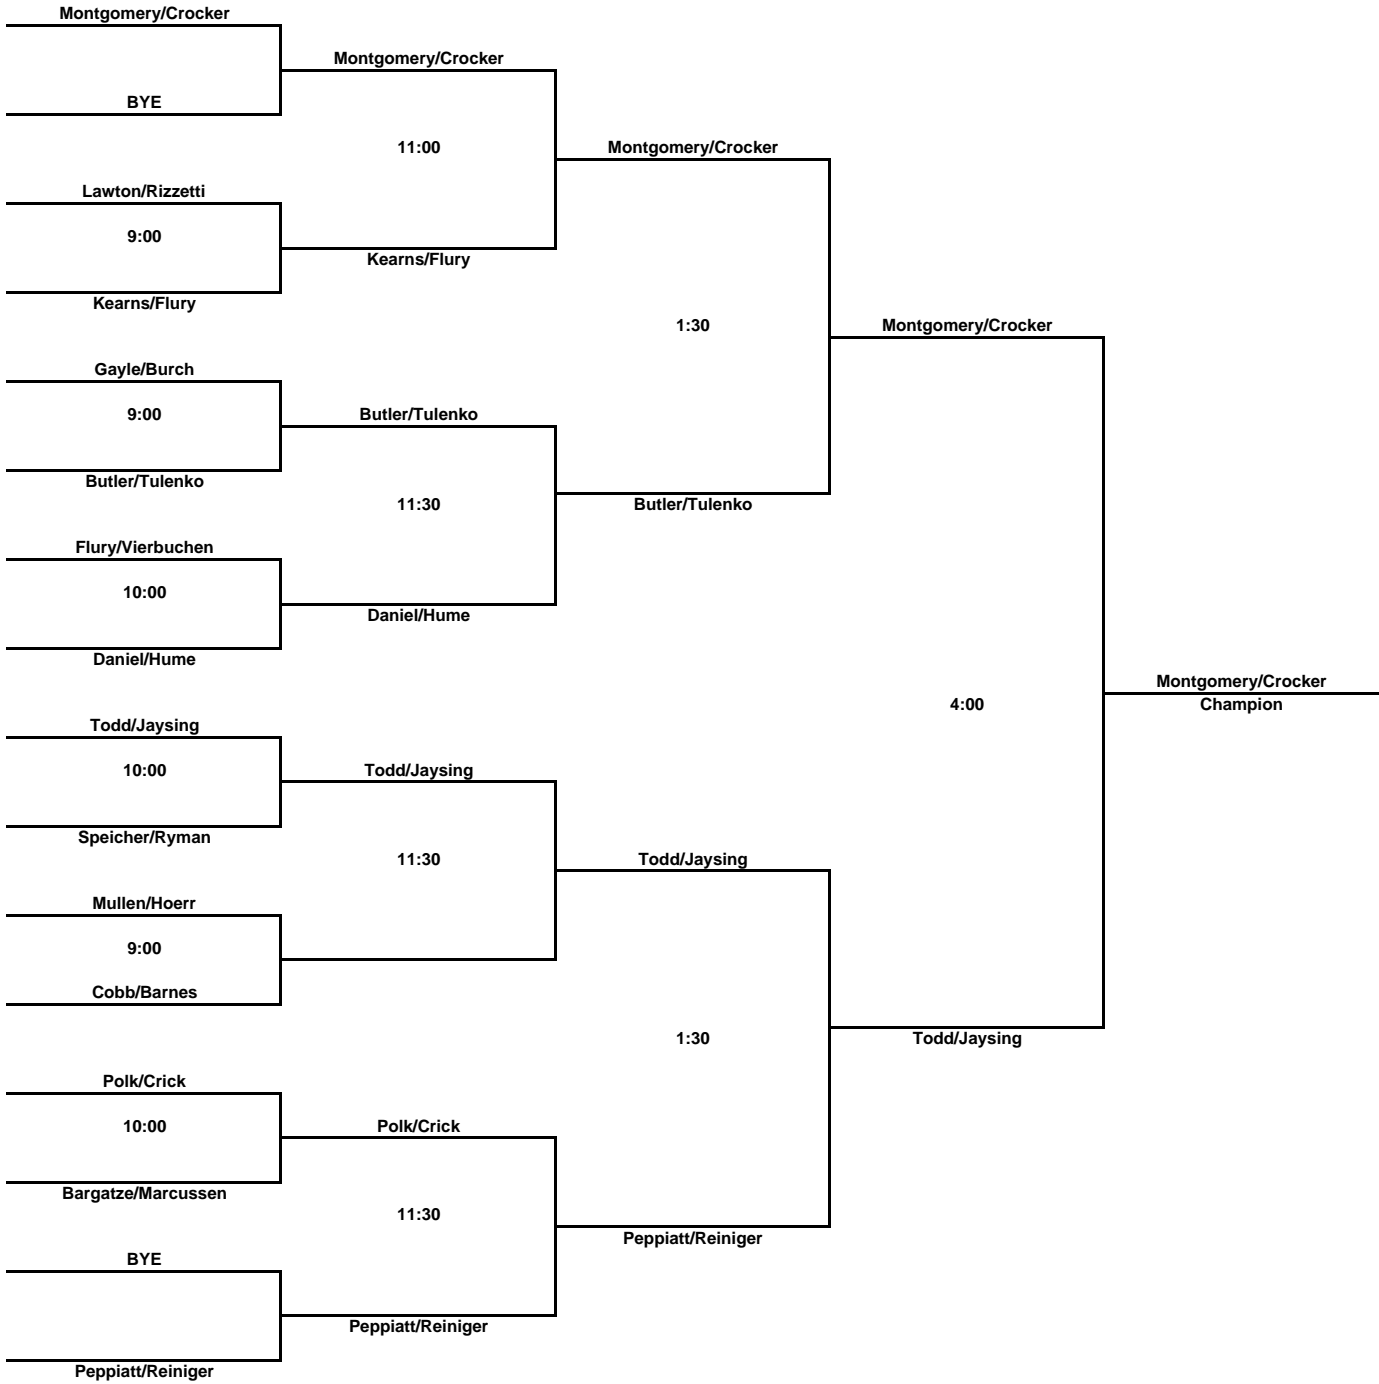 Montgomery/Crocker
Montgomery/Crocker
BYE
11:00
Montgomery/Crocker
Lawton/Rizzetti
9:00
Kearns/Flury
Kearns/Flury
1:30
Montgomery/Crocker
Gayle/Burch
9:00
Butler/Tulenko
Butler/Tulenko
11:30
Butler/Tulenko
Flury/Vierbuchen
10:00
Daniel/Hume
Daniel/Hume
Montgomery/Crocker
4:00
Champion
Todd/Jaysing
10:00
Todd/Jaysing
Speicher/Ryman
11:30
Todd/Jaysing
Mullen/Hoerr
9:00
Cobb/Barnes
1:30
Todd/Jaysing
Polk/Crick
10:00
Polk/Crick
Bargatze/Marcussen
11:30
Peppiatt/Reiniger
BYE
Peppiatt/Reiniger
Peppiatt/Reiniger